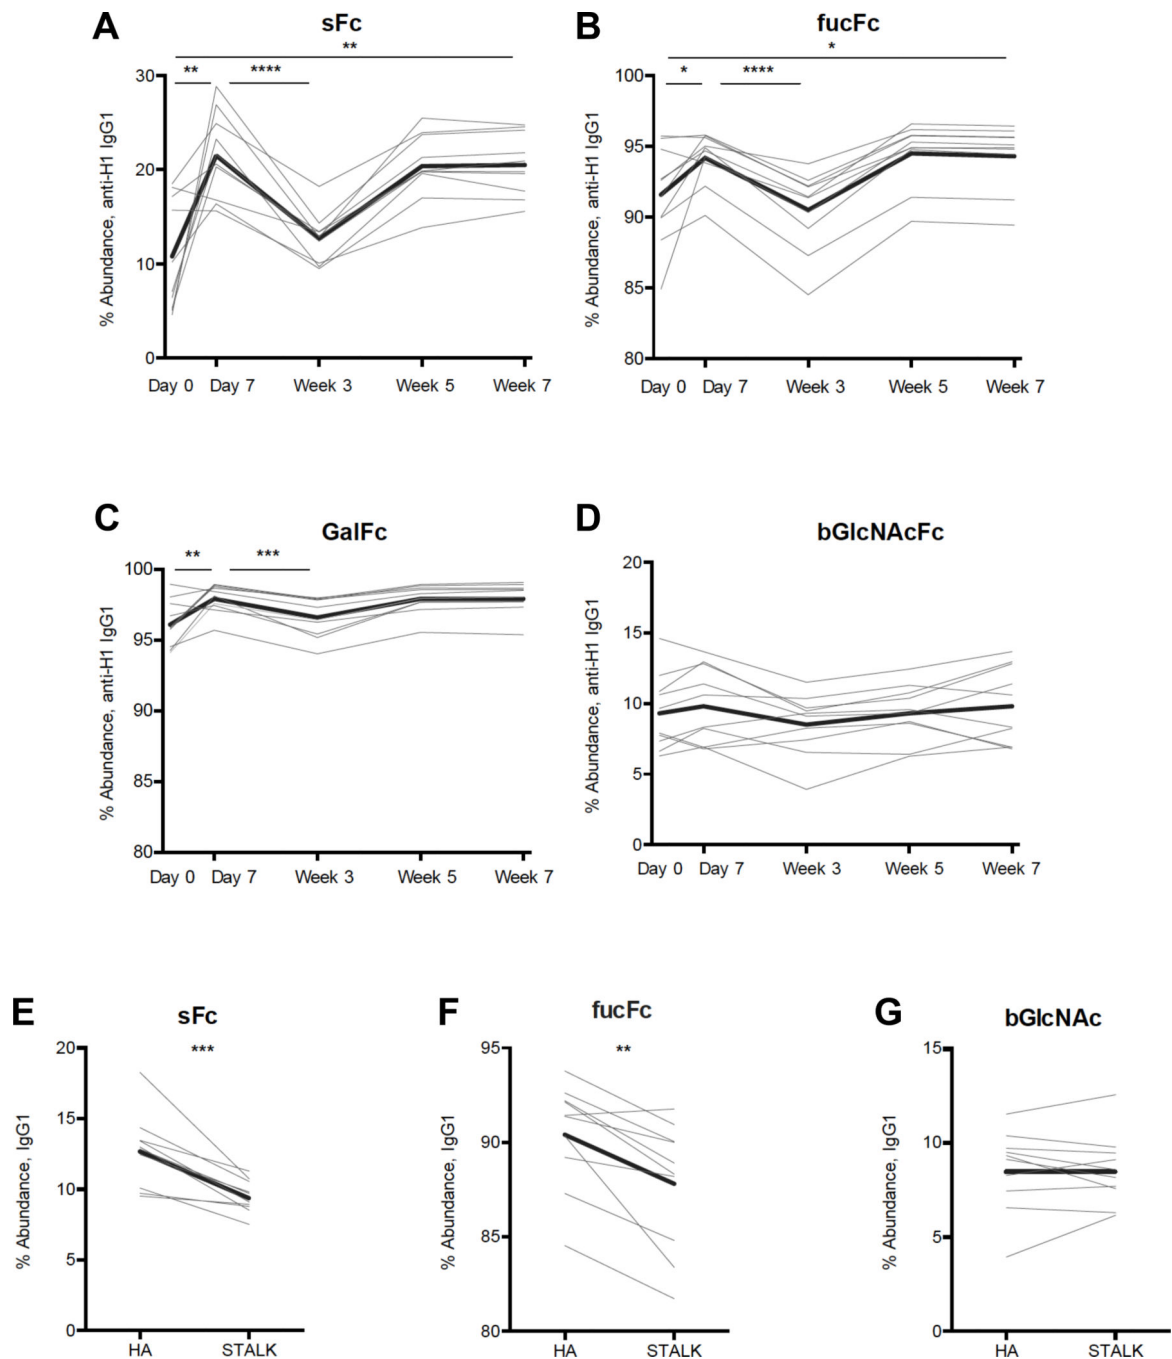 A
sFc
**
** ****
% Abundance, anti-H1 IgG1
30
20
10
0
Day 0 Day 7 Week 3 Week 5 Week 7
B
fucFc
*
* ****
% Abundance, anti-H1 IgG1
100
95
90
85
80
Day 0 Day 7 Week 3 Week 5 Week 7
C
GalFc
** ***
% Abundance, anti-H1 IgG1
100
95
90
85
80
Day 0 Day 7 Week 3 Week 5 Week 7
D
bGlcNAcFc
% Abundance, anti-H1 IgG1
20
15
10
5
0
Day 0 Day 7 Week 3 Week 5 Week 7
E
sFc
***
% Abundance, IgG1
20
15
10
5
0
HA STALK
F
fucFc
**
% Abundance, IgG1
95
90
85
80
HA STALK
G
bGlcNAc
% Abundance, IgG1
15
10
5
0
HA STALK